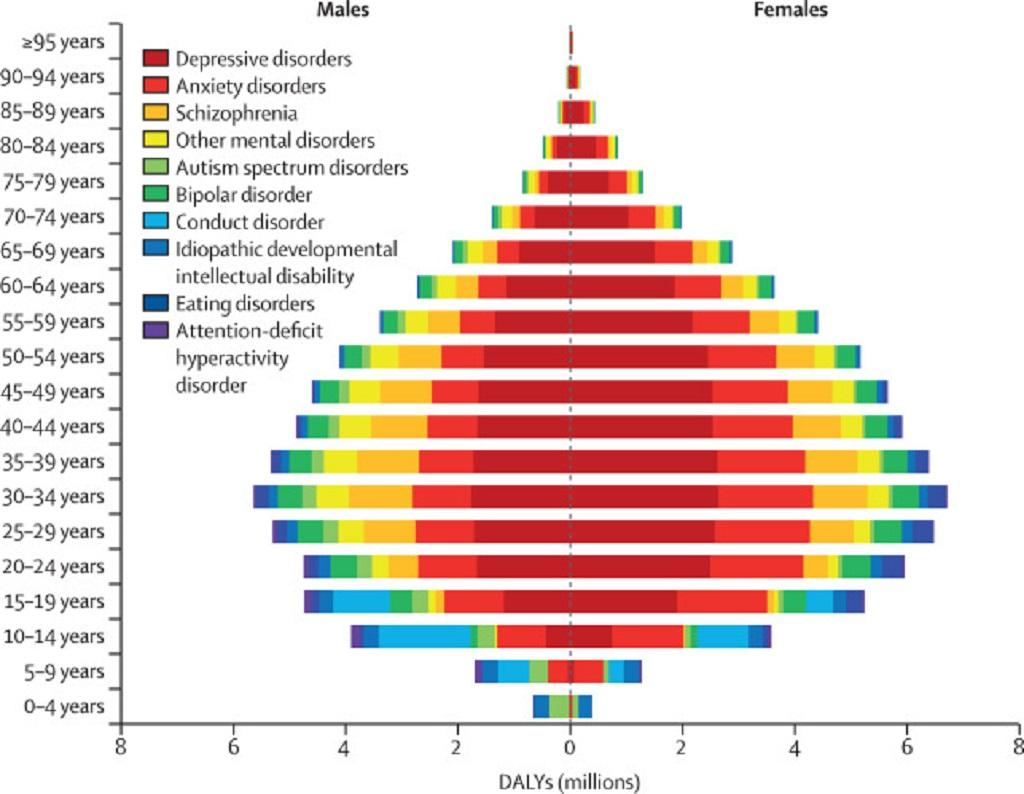 Males
Females
≥95 years
90–94 years
85–89 years
80–84 years
75–79 years
70–74 years
65–69 years
60–64 years
55–59 years
50–54 years
45–49 years
40–44 years
35–39 years
30–34 years
25–29 years
20–24 years
15–19 years
10–14 years
5–9 years
0–4 years
Depressive disorders
Anxiety disorders
Schizophrenia
Other mental disorders
Autism spectrum disorders
Bipolar disorder
Conduct disorder
Idiopathic developmental
intellectual disability
Eating disorders
Attention-deficit
hyperactivity
disorder
8 6 4 2 0 2 4 6 8
DALYs (millions)